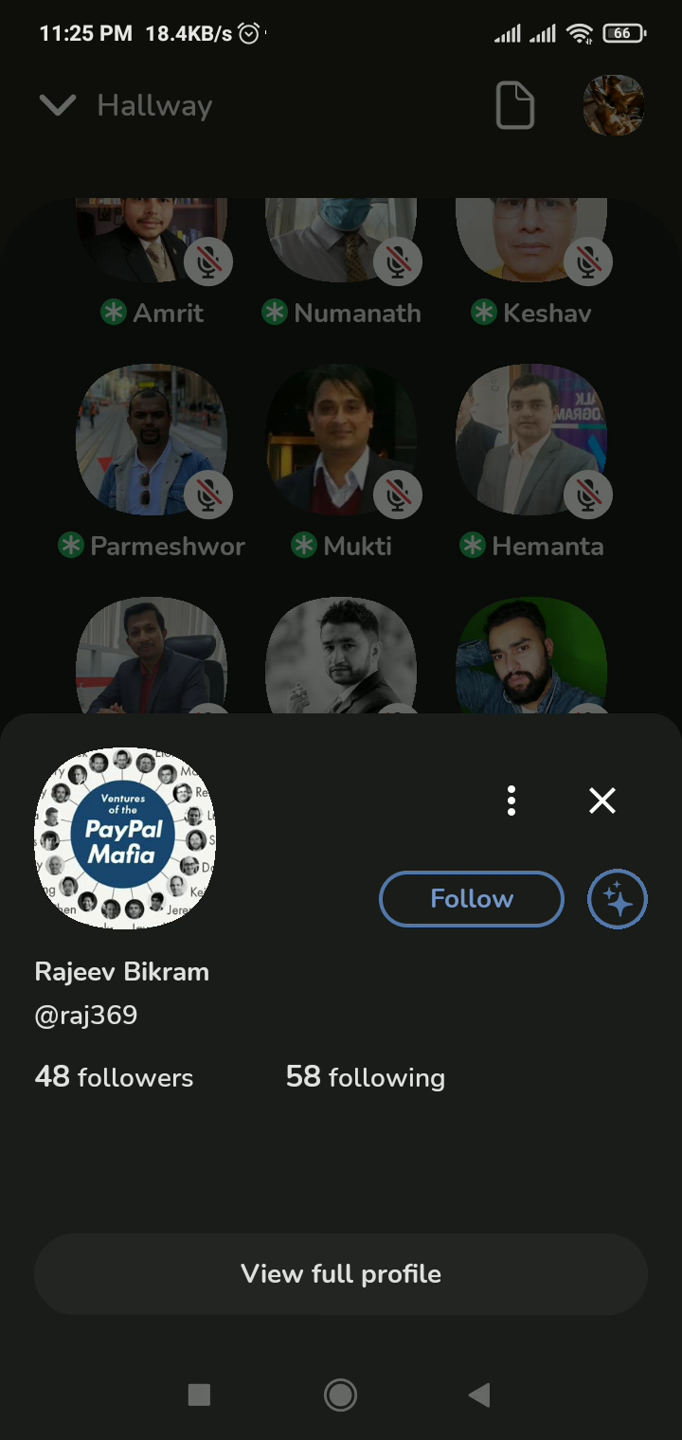 11:25 PM 18.4KB/s 66
Hallway
Amrit Numanath Keshav
Parmeshwor Mukti Hemanta
Ventures
of the
PayPal
Mafia
Follow
Rajeev Bikram
@raj369
48 followers 58 following
View full profile